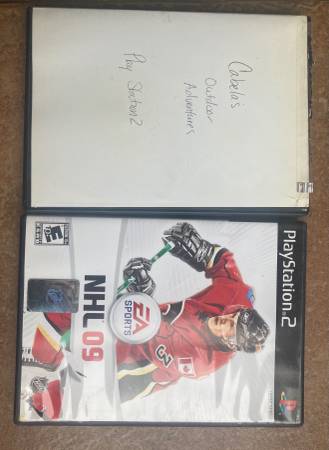 Cabela's
Outdoor
Adventures
Play Station 2
PlayStation 2
NHL 09
EA
SPORTS
E